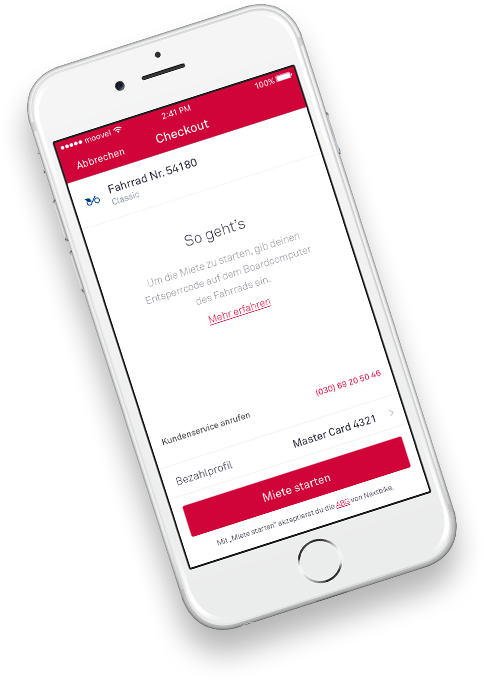 moovel 2:41 PM 100%
Abbrechen Checkout
Fahrrad Nr. 54180
Classic
So geht's
Um die Miete zu starten, gib deinen
Entsperrcode auf dem Boardcomputer
des Fahrrads ein.
Mehr erfahren
Kundenservice anrufen (030) 69 20 50 46
Bezahlprofil Master Card 4321
Miete starten
Mit „Miete starten“ akzeptierst du die ABG von Nextbike.